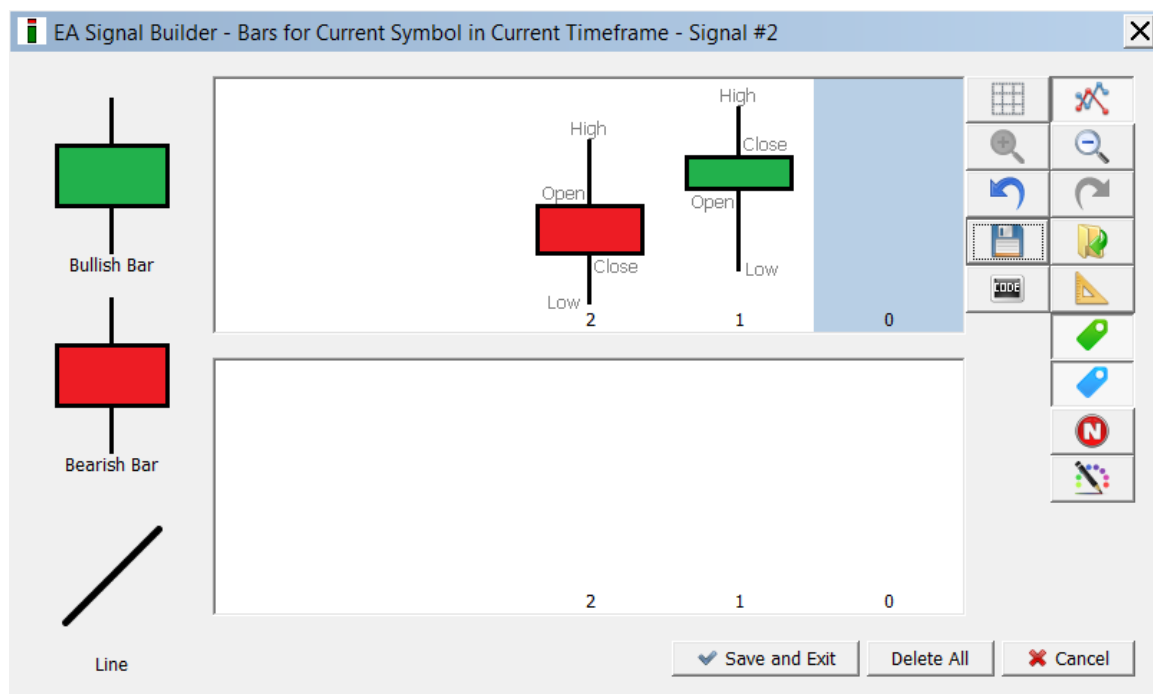 EA Signal Builder - Bars for Current Symbol in Current Timeframe - Signal #2
High
Close
Open
Low
2
High
Open
Close
Low
1
0
CODE
Bullish Bar
N
Bearish Bar
2 1 0
Line
Save and Exit
Delete All
Cancel